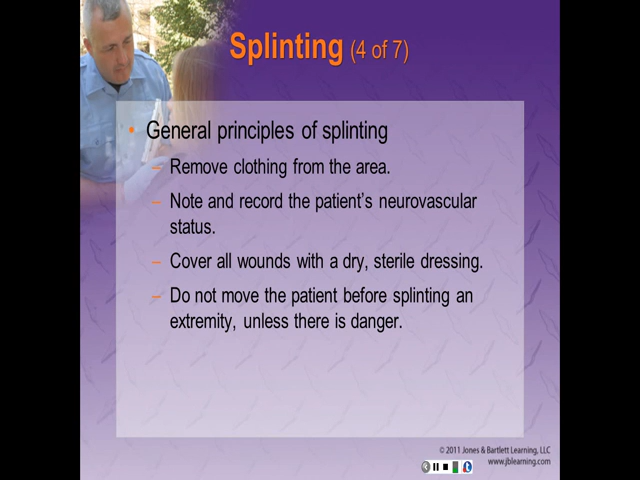 Splinting (4 of 7)
• General principles of splinting
– Remove clothing from the area.
– Note and record the patient’s neurovascular
status.
– Cover all wounds with a dry, sterile dressing.
– Do not move the patient before splinting an
extremity, unless there is danger.
© 2011 Jones & Bartlett Learning, LLC
www.jblearning.com